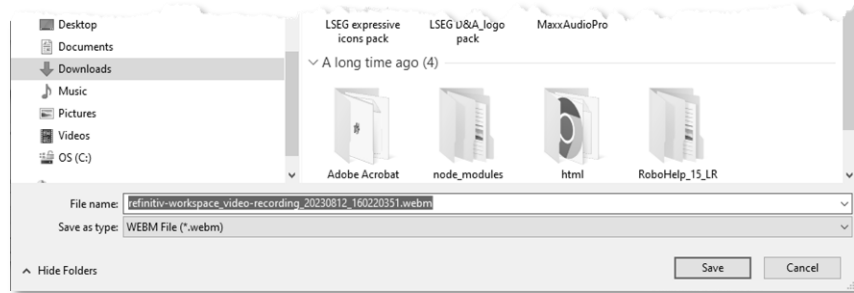 Desktop
Documents
Downloads
Music
Pictures
Videos
OS (C:)
LSEG expressive icons pack
LSEG D&A_logo pack
MaxxAudioPro
A long time ago (4)
Adobe Acrobat
node_modules
html
RoboHelp_15_LR
File name: refinitiv-workspace_video-recording_20230812_160220351.webm
Save as type: WEBM File (*.webm)
Hide Folders
Save
Cancel